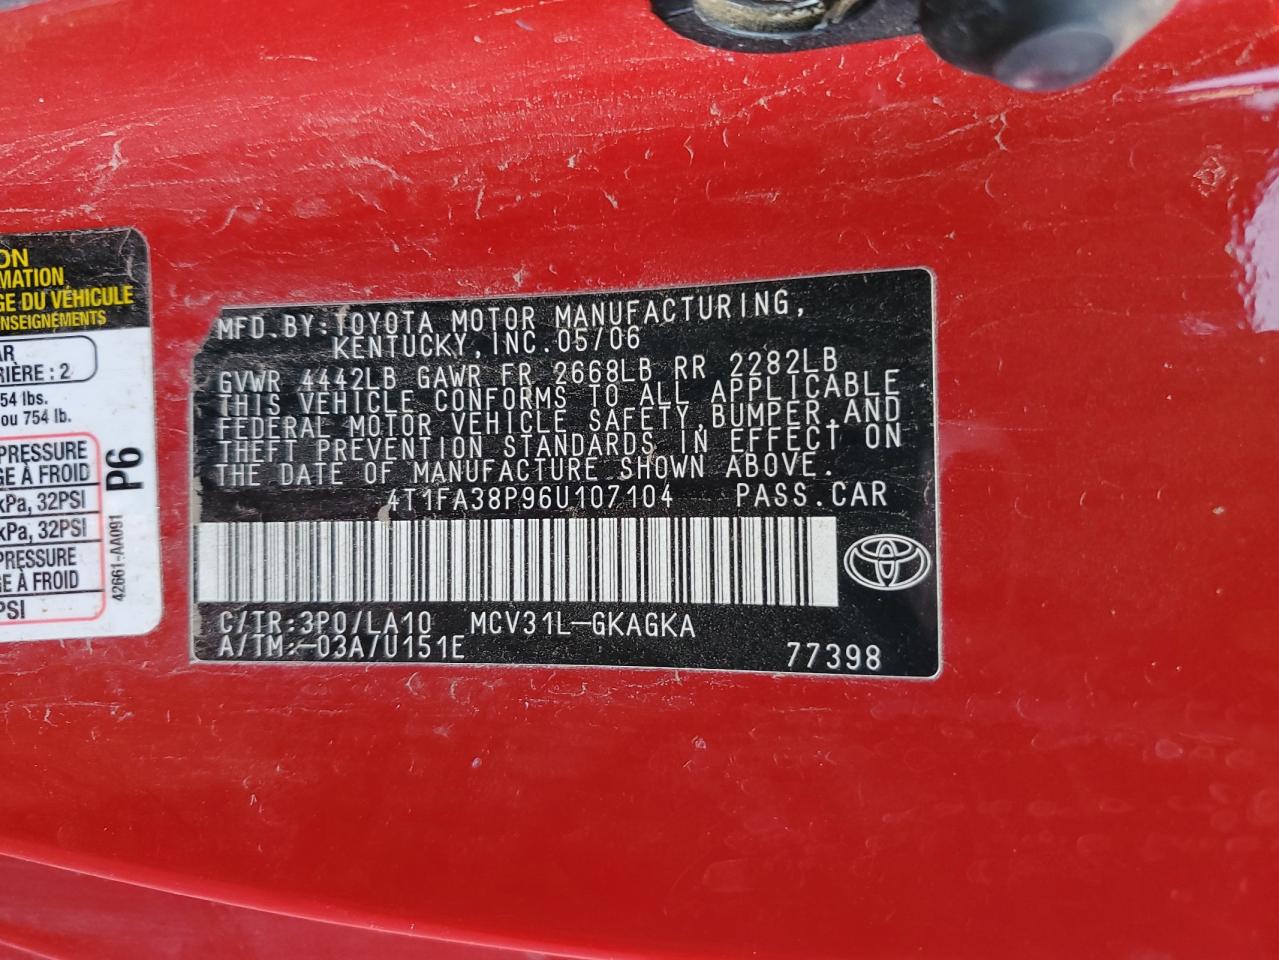 ON
MATION
GE DU VÉHICULE
NSEIGNEMENTS
AR
RIÈRE : 2
54 lbs.
ou 754 lb.
PRESSURE
GE À FROID
kPa, 32PSI
kPa, 32PSI
PRESSURE
GE À FROID
PSI
P6
42661-AA091
MFD. BY: TOYOTA MOTOR MANUFACTURING,
KENTUCKY, INC. 05/06
GVWR 4442LB GAWR FR 2668LB RR 2282LB
THIS VEHICLE CONFORMS TO ALL APPLICABLE
FEDERAL MOTOR VEHICLE SAFETY, BUMPER, AND
THEFT PREVENTION STANDARDS IN EFFECT ON
THE DATE OF MANUFACTURE SHOWN ABOVE.
4T1FA38P96U107104 PASS. CAR
C/TR: 3P0/LA10 MCV31L-GKAGKA
A/TM: -03A/U151E
77398